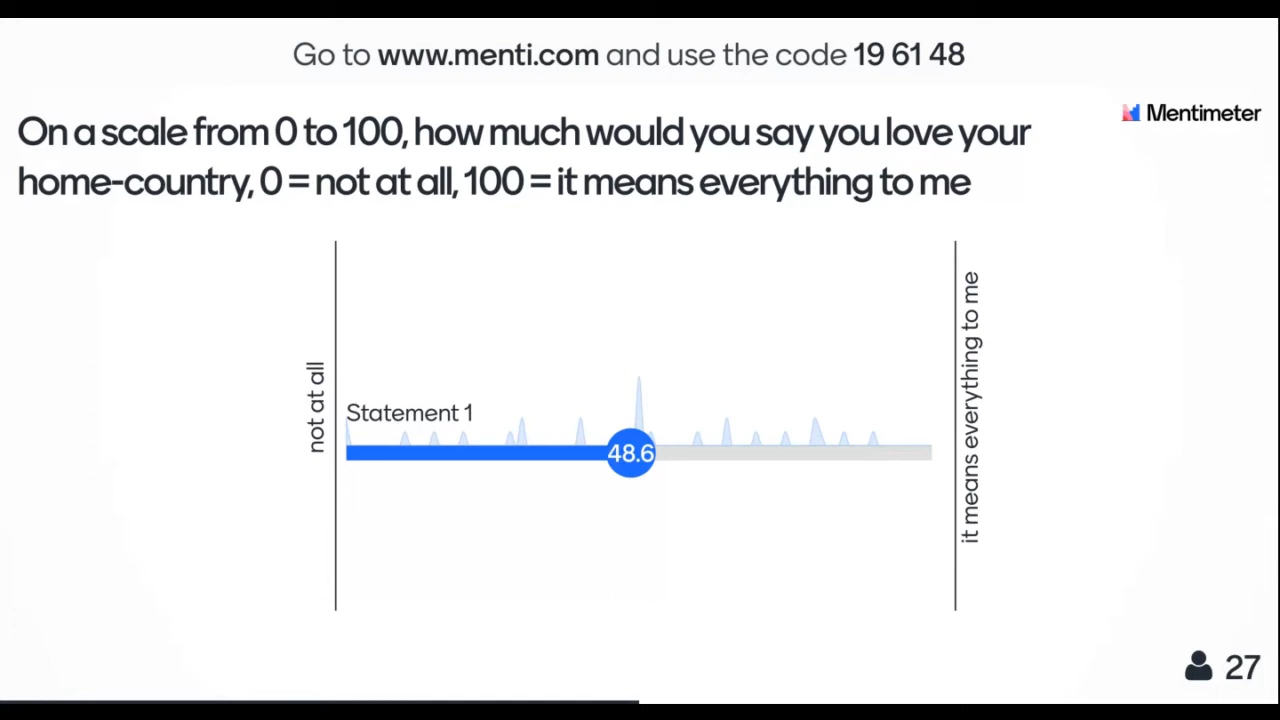 Go to www.menti.com and use the code 19 61 48
Mentimeter
On a scale from 0 to 100, how much would you say you love your
home-country, 0 = not at all, 100 = it means everything to me
not at all
Statement 1
48.6
it means everything to me
27